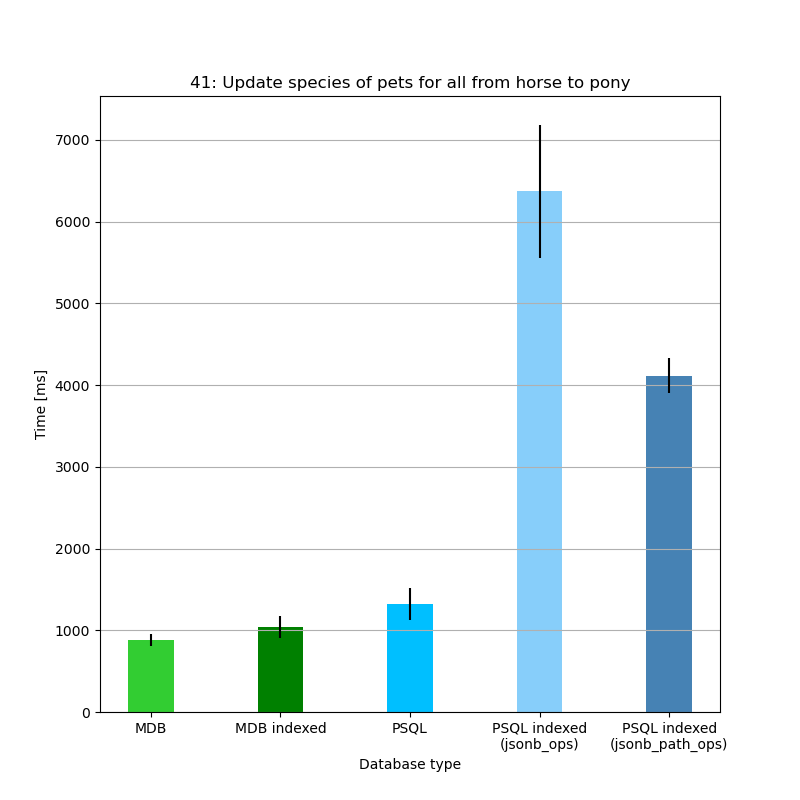 41: Update species of pets for all from horse to pony
7000
6000
5000
4000
3000
2000
1000
0
Time [ms]
MDB
MDB indexed
PSQL
PSQL indexed
(jsonb_ops)
PSQL indexed
(jsonb_path_ops)
Database type